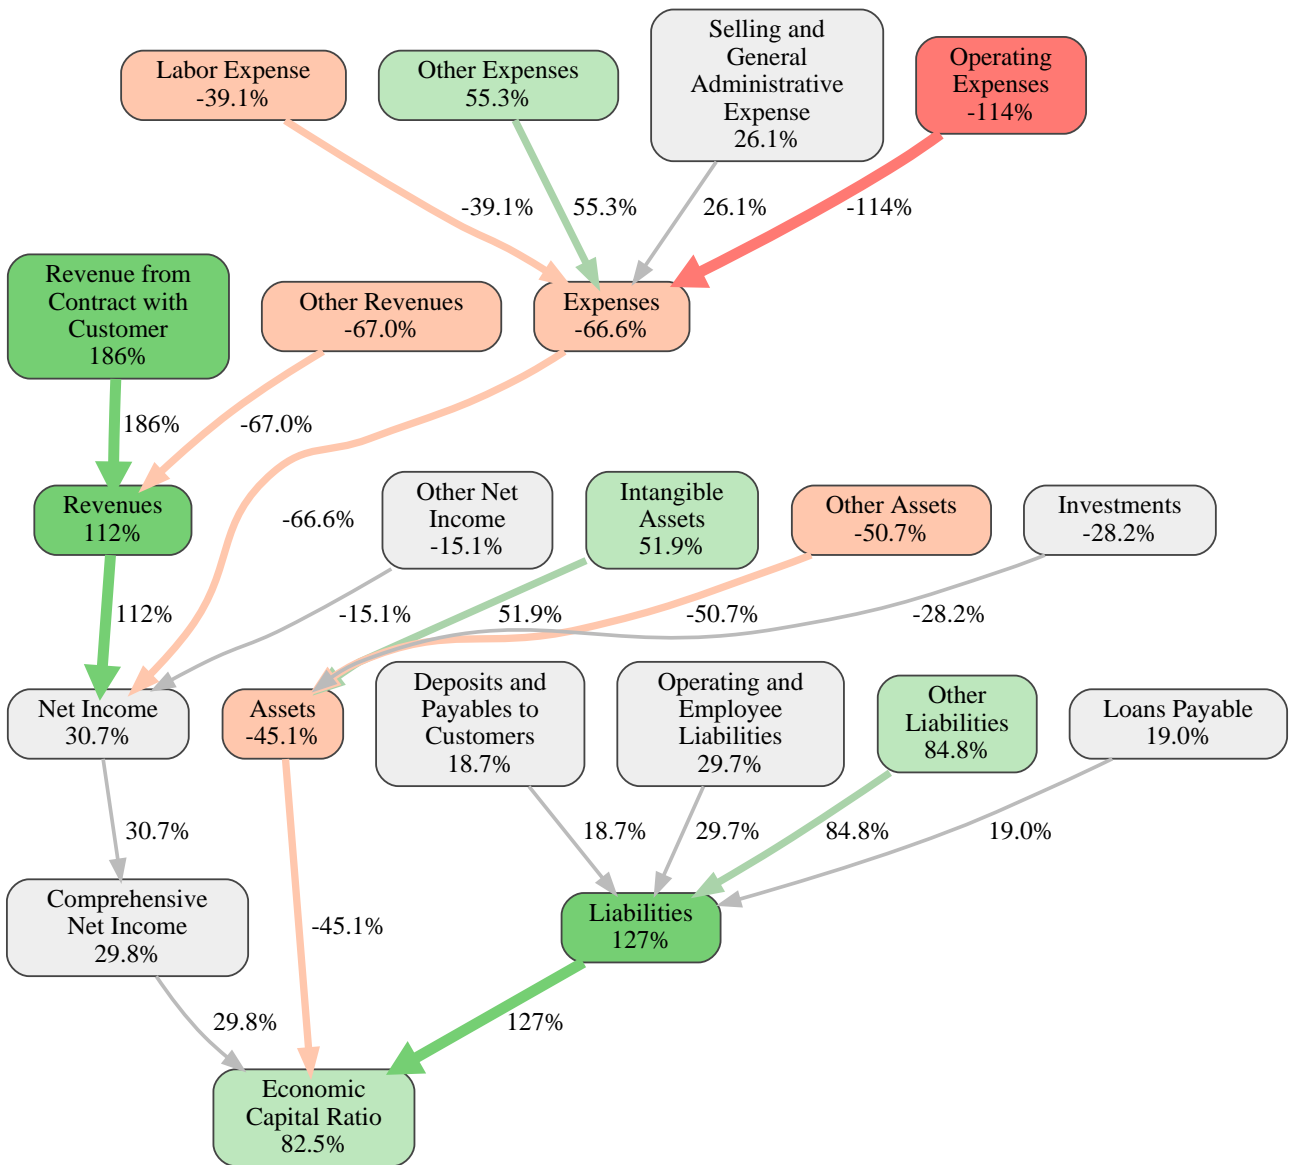 Labor Expense
-39.1%
Other Expenses
55.3%
Selling and
General
Administrative
Expense
26.1%
Operating
Expenses
-114%
-39.1%
55.3%
26.1%
-114%
Revenue from
Contract with
Customer
186%
Other Revenues
-67.0%
Expenses
-66.6%
186%
-67.0%
Revenues
112%
-66.6%
Other Net
Income
-15.1%
Intangible
Assets
51.9%
Other Assets
-50.7%
Investments
-28.2%
112%
-15.1%
51.9%
-50.7%
-28.2%
Net Income
30.7%
Assets
-45.1%
Deposits and
Payables to
Customers
18.7%
Operating and
Employee
Liabilities
29.7%
Other
Liabilities
84.8%
Loans Payable
19.0%
30.7%
18.7%
29.7%
84.8%
19.0%
Comprehensive
Net Income
29.8%
-45.1%
Liabilities
127%
29.8%
127%
Economic
Capital Ratio
82.5%